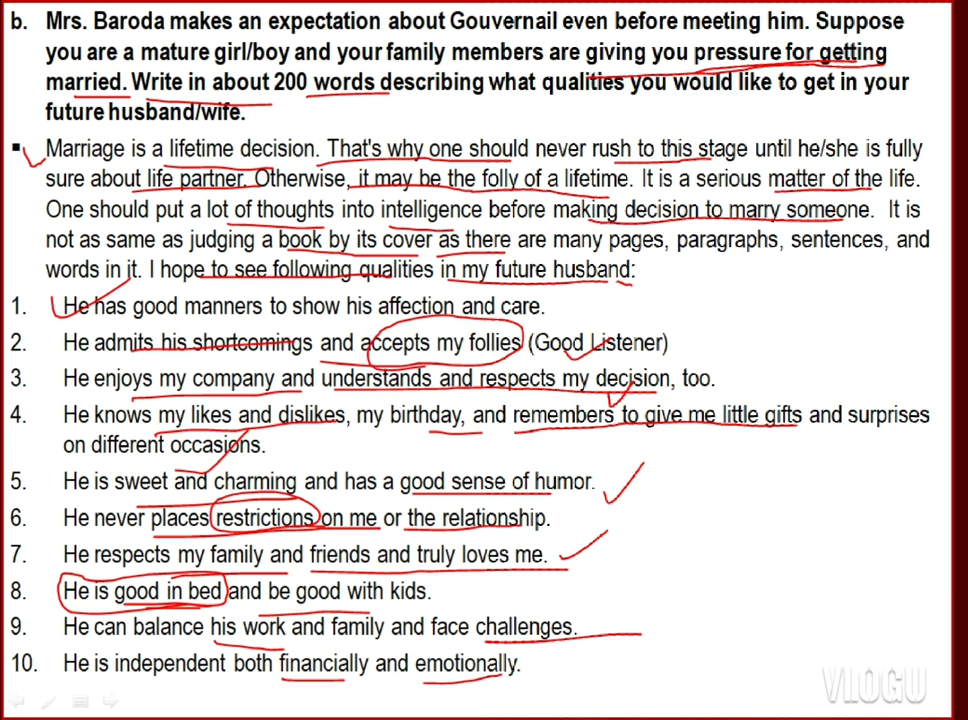 b. Mrs. Baroda makes an expectation about Gouvernail even before meeting him. Suppose
you are a mature girl/boy and your family members are giving you pressure for getting
married. Write in about 200 words describing what qualities you would like to get in your
future husband/wife.
▪ Marriage is a lifetime decision. That's why one should never rush to this stage until he/she is fully
sure about life partner. Otherwise, it may be the folly of a lifetime. It is a serious matter of the life.
One should put a lot of thoughts into intelligence before making decision to marry someone. It is
not as same as judging a book by its cover as there are many pages, paragraphs, sentences, and
words in it. I hope to see following qualities in my future husband:
1. He has good manners to show his affection and care.
2. He admits his shortcomings and accepts my follies (Good Listener)
3. He enjoys my company and understands and respects my decision, too.
4. He knows my likes and dislikes, my birthday, and remembers to give me little gifts and surprises
on different occasions.
5. He is sweet and charming and has a good sense of humor.
6. He never places restrictions on me or the relationship.
7. He respects my family and friends and truly loves me.
8. He is good in bed and be good with kids.
9. He can balance his work and family and face challenges.
10. He is independent both financially and emotionally.
VLOGU